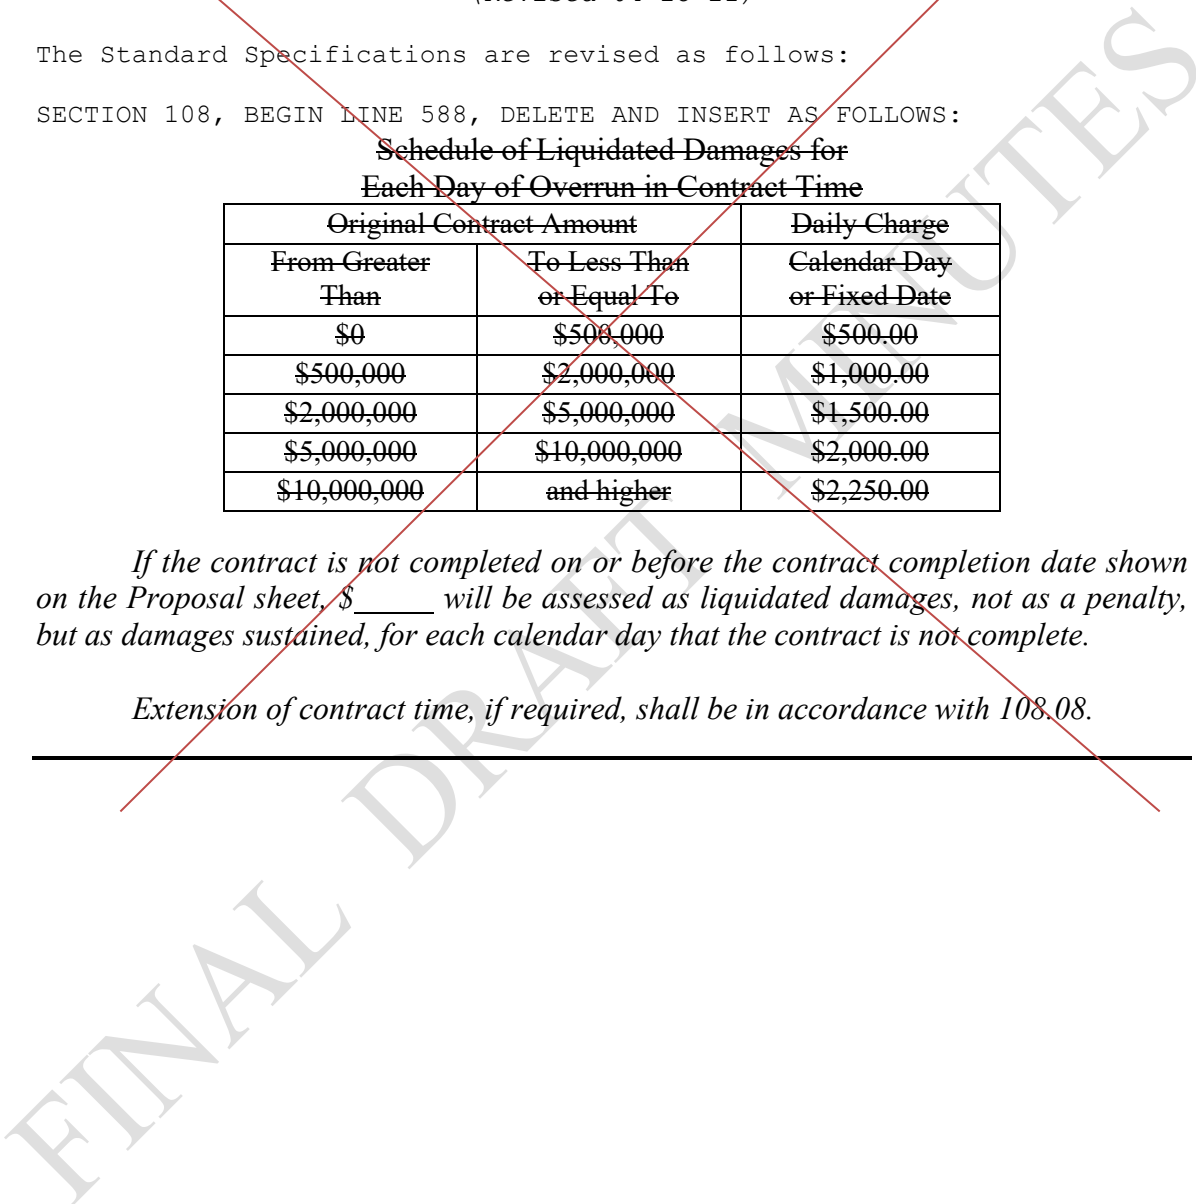 The Standard Specifications are revised as follows:
SECTION 108, BEGIN LINE 588, DELETE AND INSERT AS FOLLOWS:
Schedule of Liquidated Damages for
Each Day of Overrun in Contract Time
Original Contract Amount Daily Charge
From Greater Than To Less Than or Equal To Calendar Day or Fixed Date
$0 $500,000 $500.00
$500,000 $2,000,000 $1,000.00
$2,000,000 $5,000,000 $1,500.00
$5,000,000 $10,000,000 $2,000.00
$10,000,000 and higher $2,250.00
If the contract is not completed on or before the contract completion date shown
on the Proposal sheet, $_____ will be assessed as liquidated damages, not as a penalty,
but as damages sustained, for each calendar day that the contract is not complete.
Extension of contract time, if required, shall be in accordance with 108.08.
FINAL DRAFT MINUTES